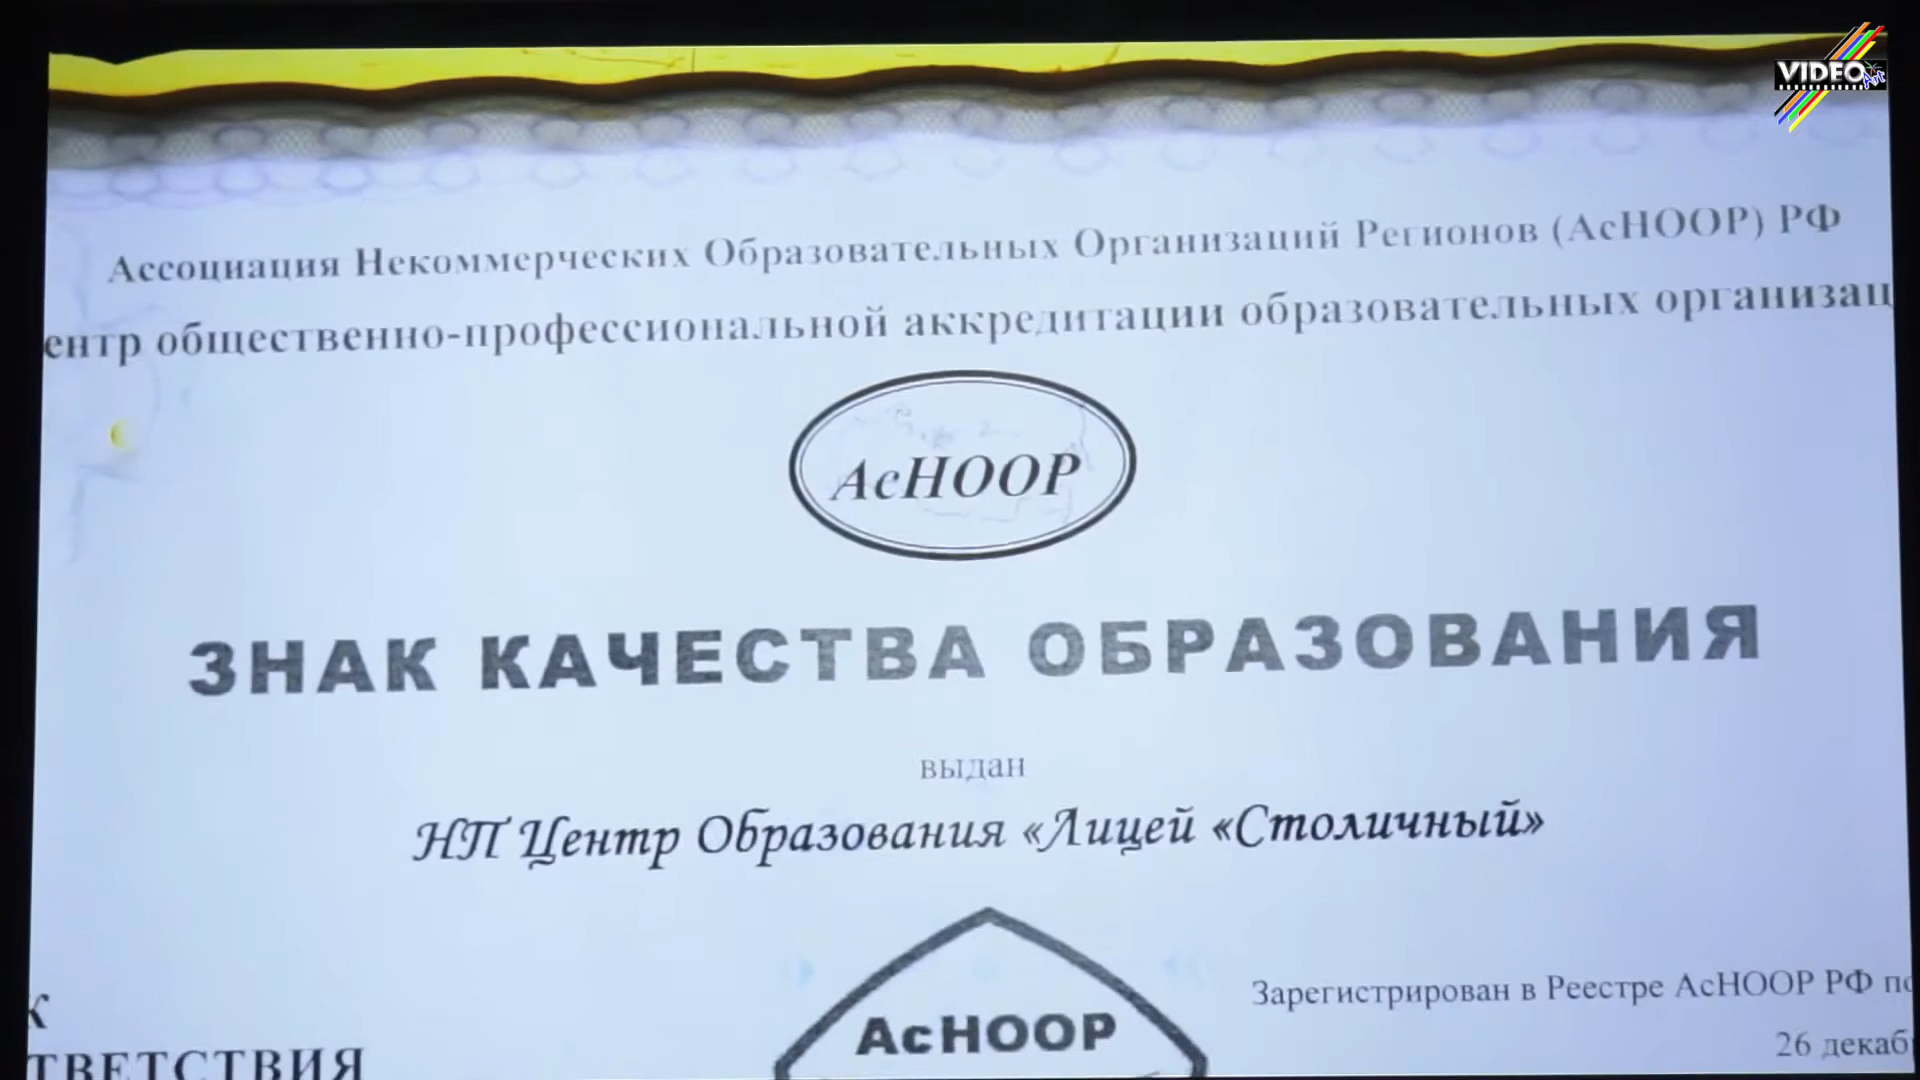 VIDEO Art
Ассоциация Некоммерческих Образовательных Организаций Регионов (АсНООР) РФ
ентр общественно-профессиональной аккредитации образовательных организац
АсНООР
ЗНАК КАЧЕСТВА ОБРАЗОВАНИЯ
выдан
НП Центр Образования «Лицей «Столичный»
АсНООР
Зарегистрирован в Реестре АсНООР РФ по
26 декаб
К
ТВЕТСТВИЯ